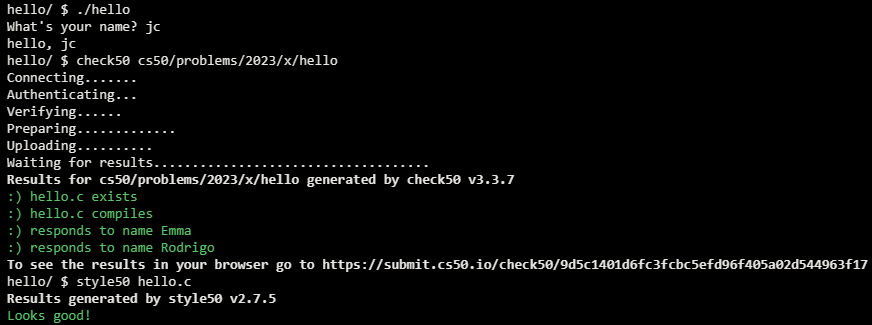 hello/ $ ./hello
What's your name? jc
hello, jc
hello/ $ check50 cs50/problems/2023/x/hello
Connecting.......
Authenticating...
Verifying......
Preparing.............
Uploading..........
Waiting for results....................................
Results for cs50/problems/2023/x/hello generated by check50 v3.3.7
:) hello.c exists
:) hello.c compiles
:) responds to name Emma
:) responds to name Rodrigo
To see the results in your browser go to https://submit.cs50.io/check50/9d5c1401d6fc3fcbc5efd96f405a02d544963f17
hello/ $ style50 hello.c
Results generated by style50 v2.7.5
Looks good!